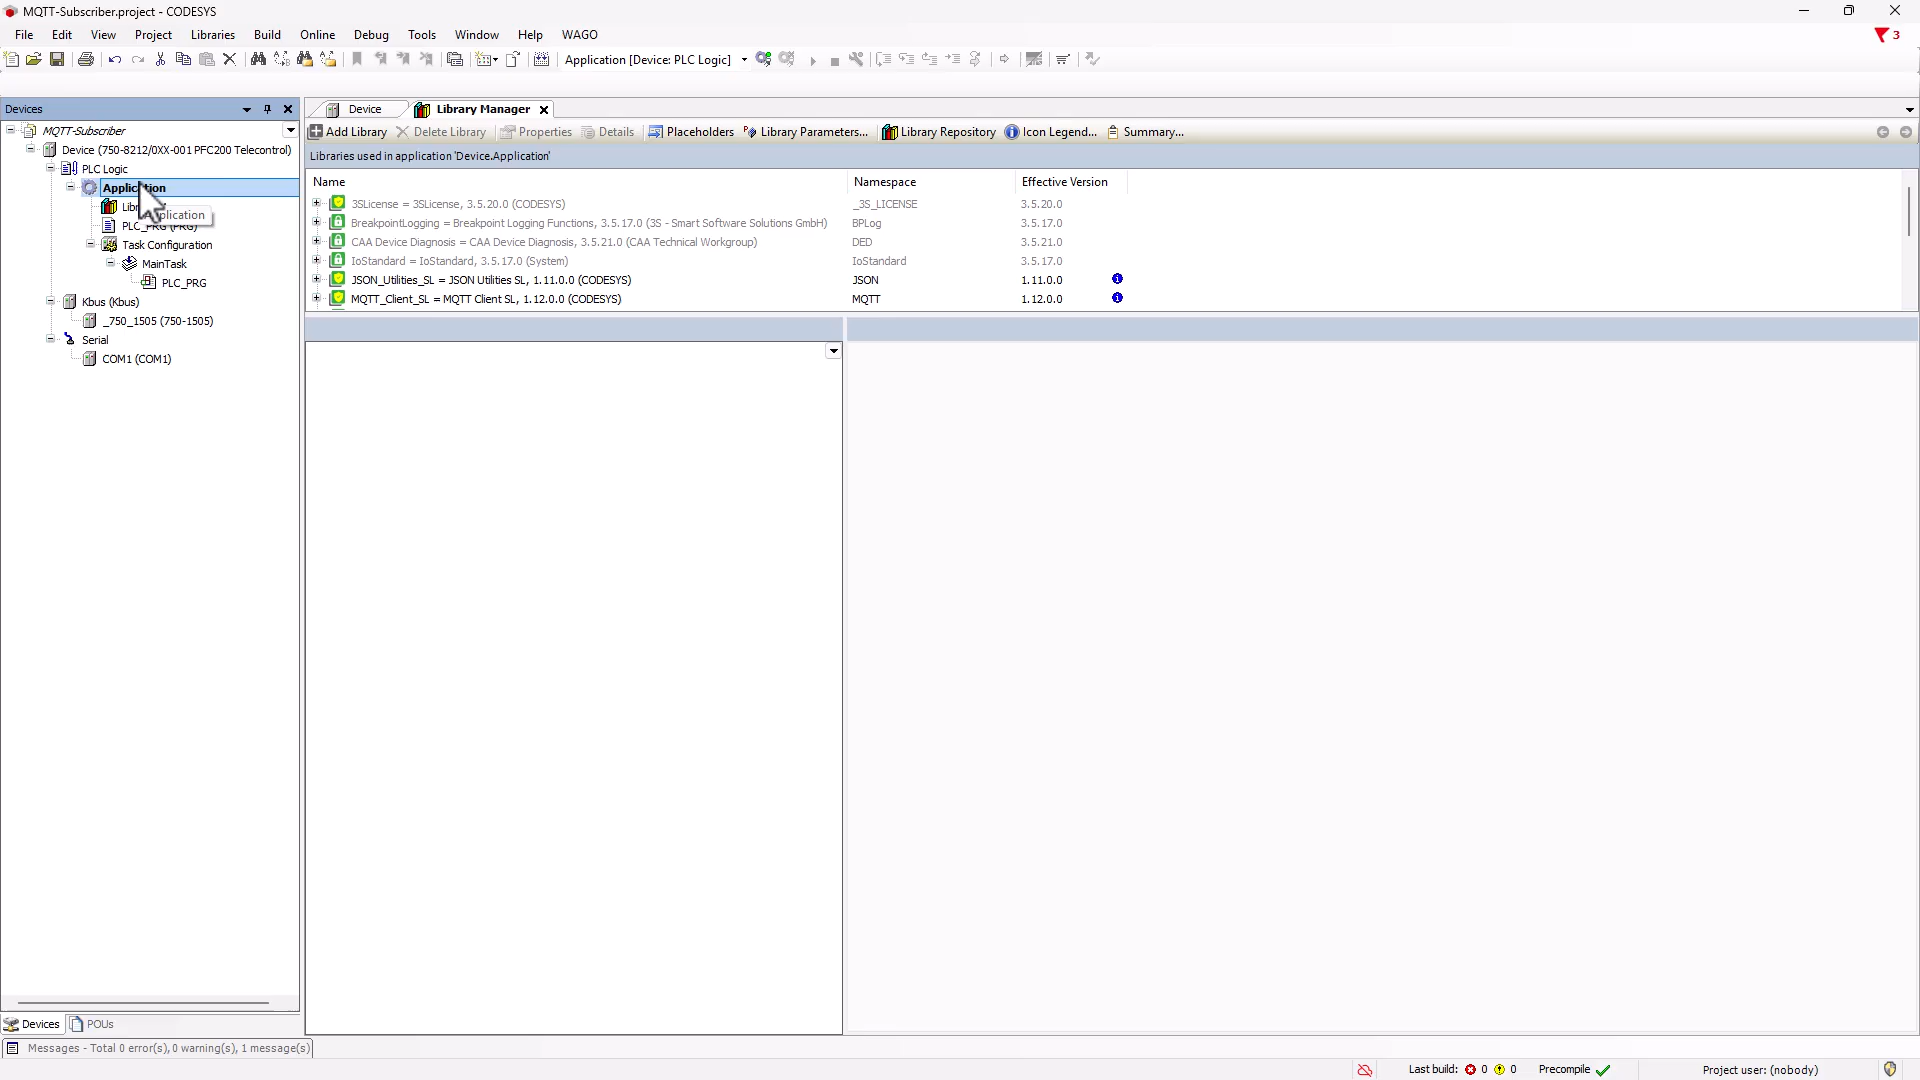 MQTT-Subscriber.project - CODESYS
File Edit View Project Libraries Build Online Debug Tools Window Help WAGO
3
Application [Device: PLC Logic]
Devices
MQTT-Subscriber
Device (750-8212/0XX-001 PFC200 Telecontrol)
PLC Logic
Application
Application
PLC_PRG (PRG)
Task Configuration
MainTask
PLC_PRG
Kbus (Kbus)
_750_1505 (750-1505)
Serial
COM1 (COM1)
Devices POUs
Device Library Manager
Add Library Delete Library Properties Details Placeholders Library Parameters... Library Repository Icon Legend... Summary...
Libraries used in application 'Device.Application'
Name Namespace Effective Version
3SLicense = 3SLicense, 3.5.20.0 (CODESYS) _3S_LICENSE 3.5.20.0
BreakpointLogging = Breakpoint Logging Functions, 3.5.17.0 (3S - Smart Software Solutions GmbH) BPLog 3.5.17.0
CAA Device Diagnosis = CAA Device Diagnosis, 3.5.21.0 (CAA Technical Workgroup) DED 3.5.21.0
IoStandard = IoStandard, 3.5.17.0 (System) IoStandard 3.5.17.0
JSON_Utilities_SL = JSON Utilities SL, 1.11.0.0 (CODESYS) JSON 1.11.0.0
MQTT_Client_SL = MQTT Client SL, 1.12.0.0 (CODESYS) MQTT 1.12.0.0
Messages - Total 0 error(s), 0 warning(s), 1 message(s)
Last build: 0 0 Precompile Project user: (nobody)